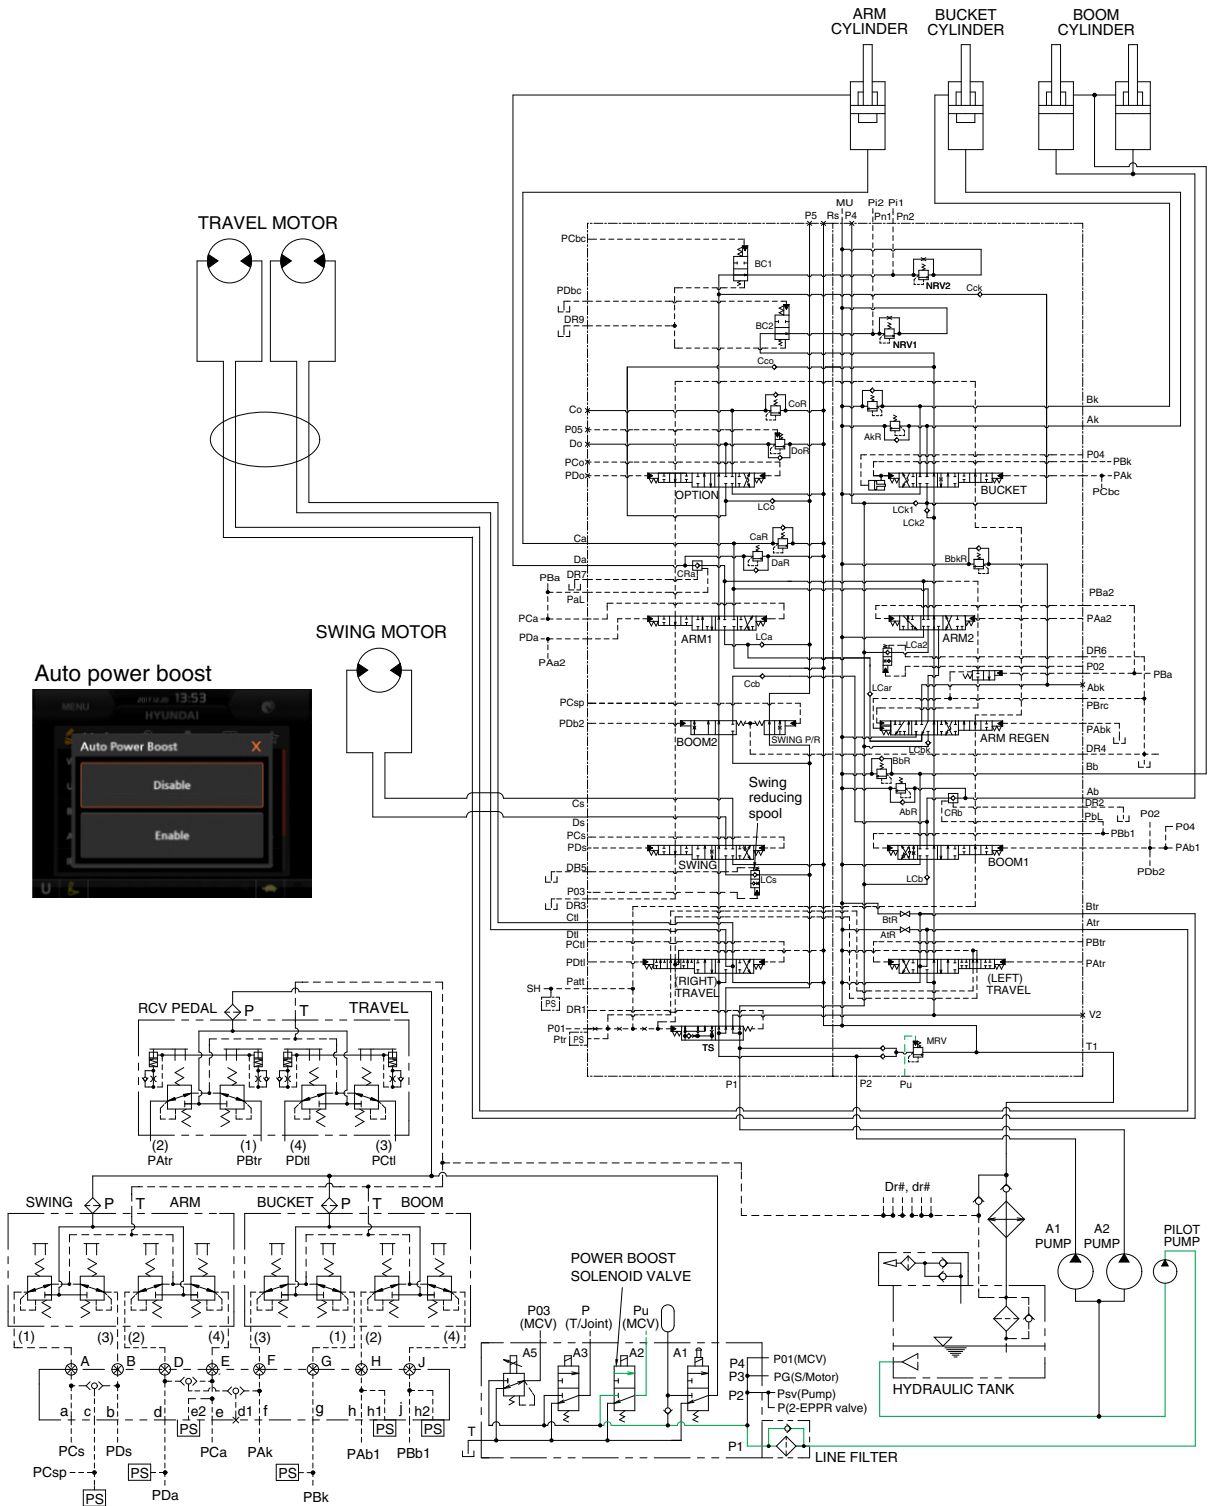 ARM
CYLINDER
BUCKET
CYLINDER
BOOM
CYLINDER
TRAVEL MOTOR
P5
Rs
MU
P4
Pi2
Pn1
Pi1
Pn2
PCbc
BC1
NRV2
PDbc
Cck
DR9
BC2
NRV1
Cco
CoR
Co
Bk
Ak
P05
AkR
Do
DoR
P04
PCo
PBk
PDo
PAk
OPTION
BUCKET
PCbc
LCo
LCk1
LCk2
Ca
CaR
BbkR
Da
DaR
CRa
DR7
PBa
PaL
PBa2
PCa
PAa2
ARM1
ARM2
PDa
LCa
LCa2
DR6
PAa2
P02
Ccb
LCar
PBa
Abk
PCsp
PBrc
PDb2
PAbk
BOOM2
SWING P/R
ARM REGEN
LCbk
DR4
SWING MOTOR
BbR
Bb
Swing
reducing
spool
Ab
AbR
CRb
DR2
PbL
P02
P04
Cs
Ds
PCs
PBb1
PDs
PAb1
SWING
BOOM1
DR5
LCs
LCb
PDb2
P03
DR3
Btr
Ctl
BtR
Atr
Dtl
AtR
PCtl
PBtr
PDtl
PAtr
(RIGHT)
TRAVEL
(LEFT)
TRAVEL
Patt
SH
PS
DR1
V2
P01
Ptr
PS
TS
MRV
T1
P1
P2
Pu
Auto power boost
MENU
2017.12.20 13:53
HYUNDAI
Auto Power Boost X
Disable
Enable
U
RCV PEDAL
P
T
TRAVEL
(2)
(1)
(4)
(3)
PAtr
PBtr
PDtl
PCtl
SWING
P
T
ARM
BUCKET
P
T
BOOM
(1)
(3)
(2)
(4)
(3)
(1)
(2)
(4)
A
B
D
E
F
G
H
J
a
c
b
d
e2
e
d1
f
g
h
h1
j
h2
PS
PS
PS
PCs
PDs
PCa
PAk
PAb1
PBb1
PCsp
PS
PS
PS
PDa
PBk
POWER BOOST
SOLENOID VALVE
P03
(MCV)
P
(T/Joint)
Pu
(MCV)
A5
A3
A2
A1
P4
P01(MCV)
P3
PG(S/Motor)
P2
Psv(Pump)
P(2-EPPR valve)
T
P1
LINE FILTER
Dr#, dr#
HYDRAULIC TANK
A1
PUMP
A2
PUMP
PILOT
PUMP